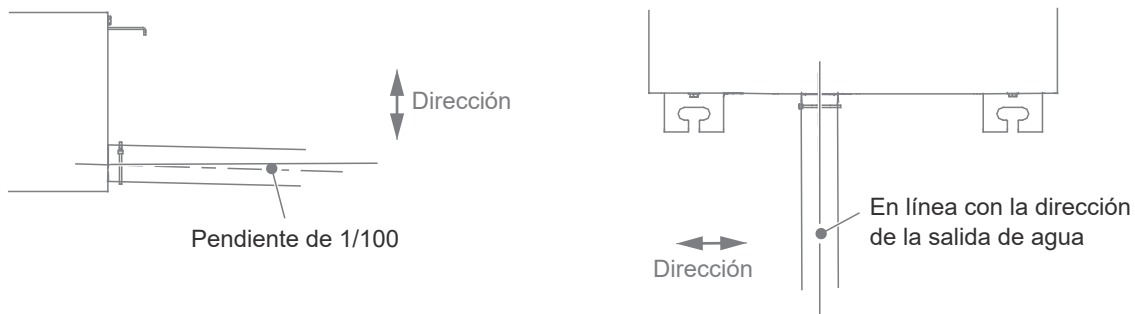 Dirección
Pendiente de 1/100
En línea con la dirección
de la salida de agua
Dirección